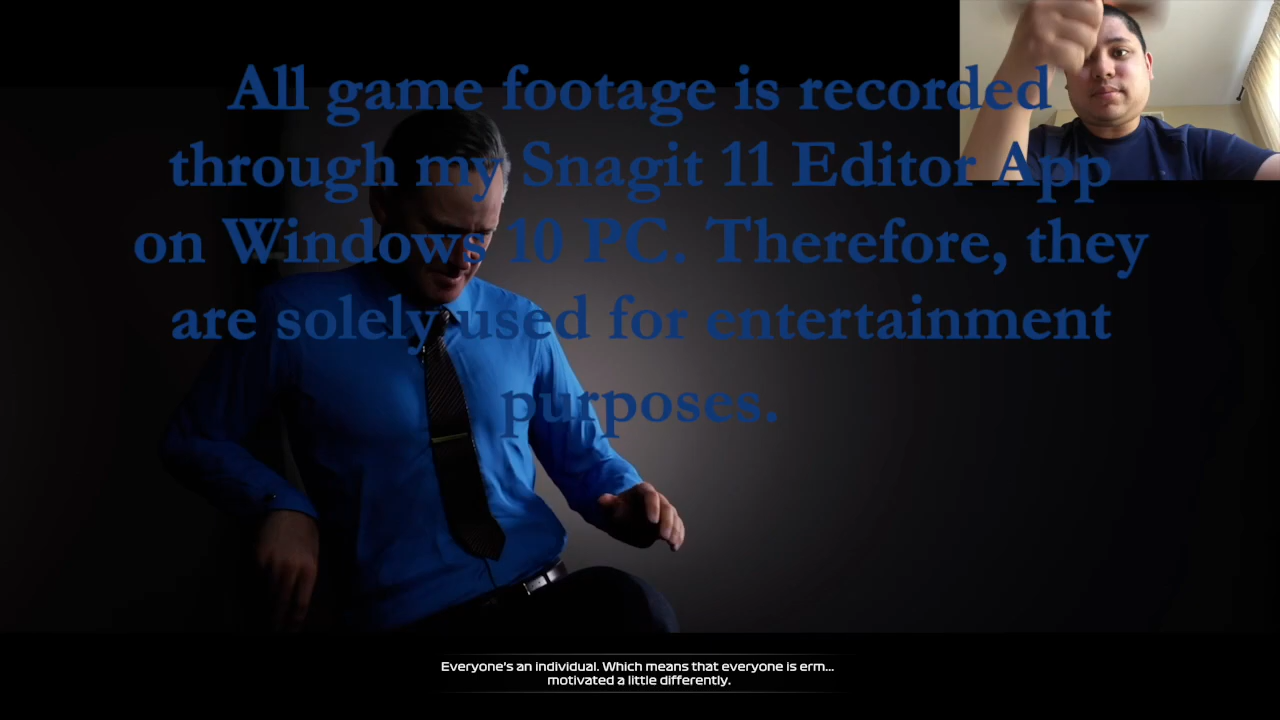 All game footage is recorded
through my Snagit 11 Editor App
on Windows 10 PC. Therefore, they
are solely used for entertainment
purposes.
Everyone's an individual. Which means that everyone is erm...
motivated a little differently.